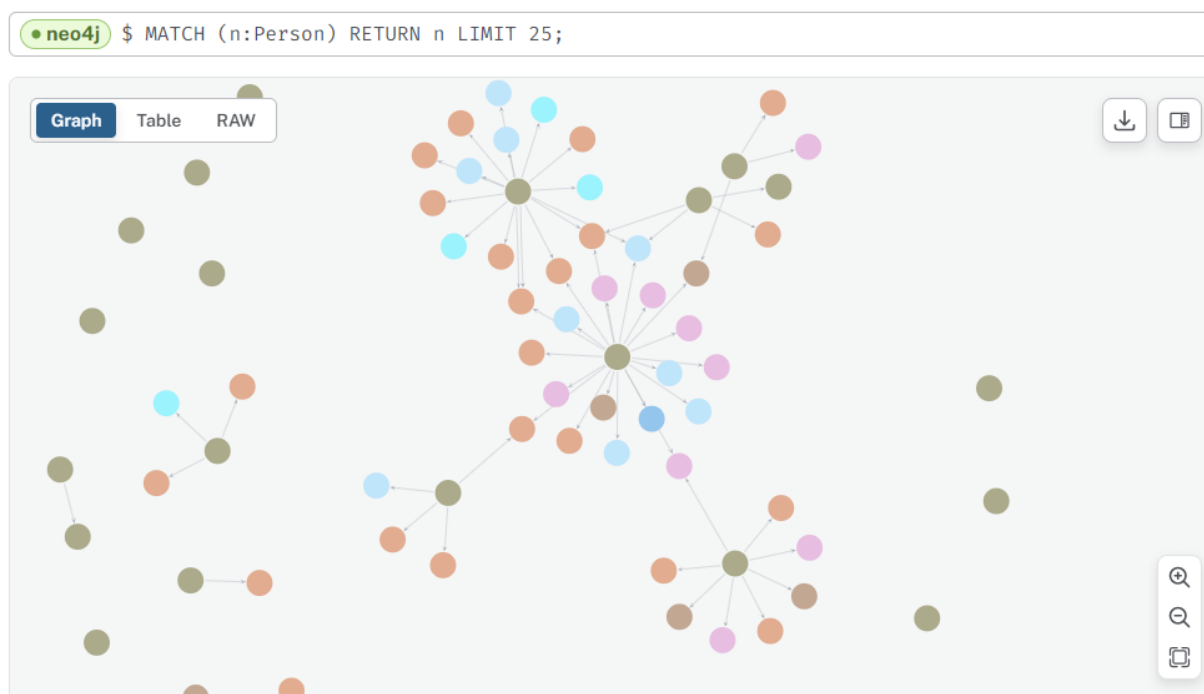 neo4j $ MATCH (n:Person) RETURN n LIMIT 25;
Graph Table RAW